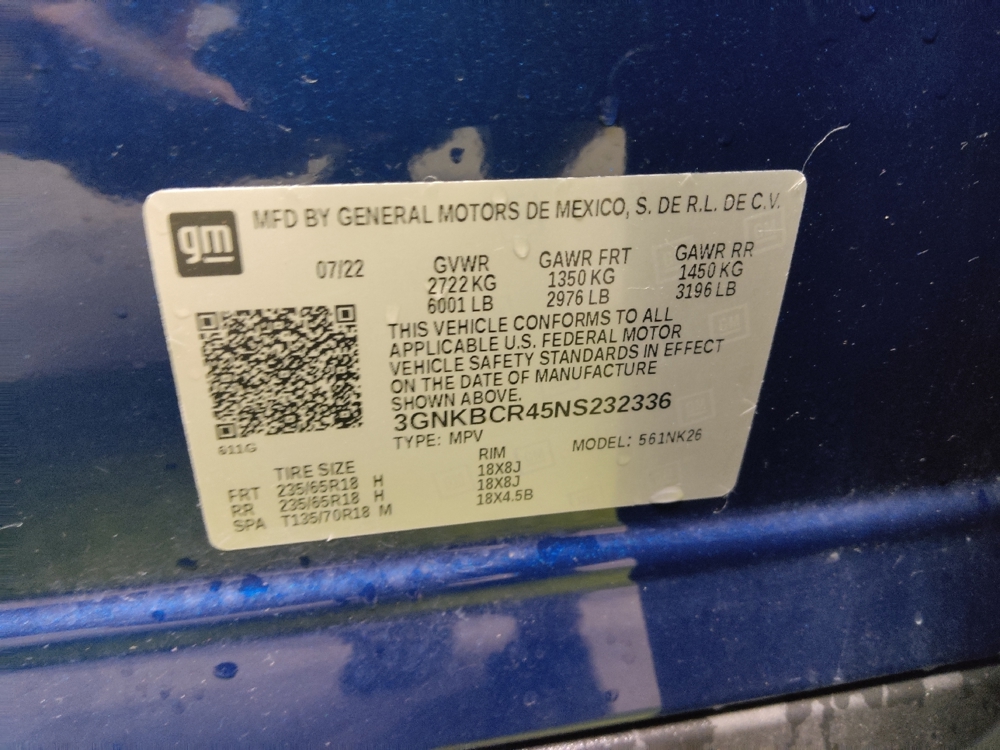 gm
MFD BY GENERAL MOTORS DE MEXICO, S. DE R.L. DE C.V.
07/22 GVWR GAWR FRT GAWR RR
2722 KG 1350 KG 1450 KG
6001 LB 2976 LB 3196 LB
THIS VEHICLE CONFORMS TO ALL
APPLICABLE U.S. FEDERAL MOTOR
VEHICLE SAFETY STANDARDS IN EFFECT
ON THE DATE OF MANUFACTURE
SHOWN ABOVE.
3GNKBCR45NS232336
TYPE: MPV MODEL: 561NK26
611G
TIRE SIZE RIM
FRT 235/65R18 H 18X8J
RR 235/65R18 H 18X8J
SPA T135/70R18 M 18X4.5B
GM